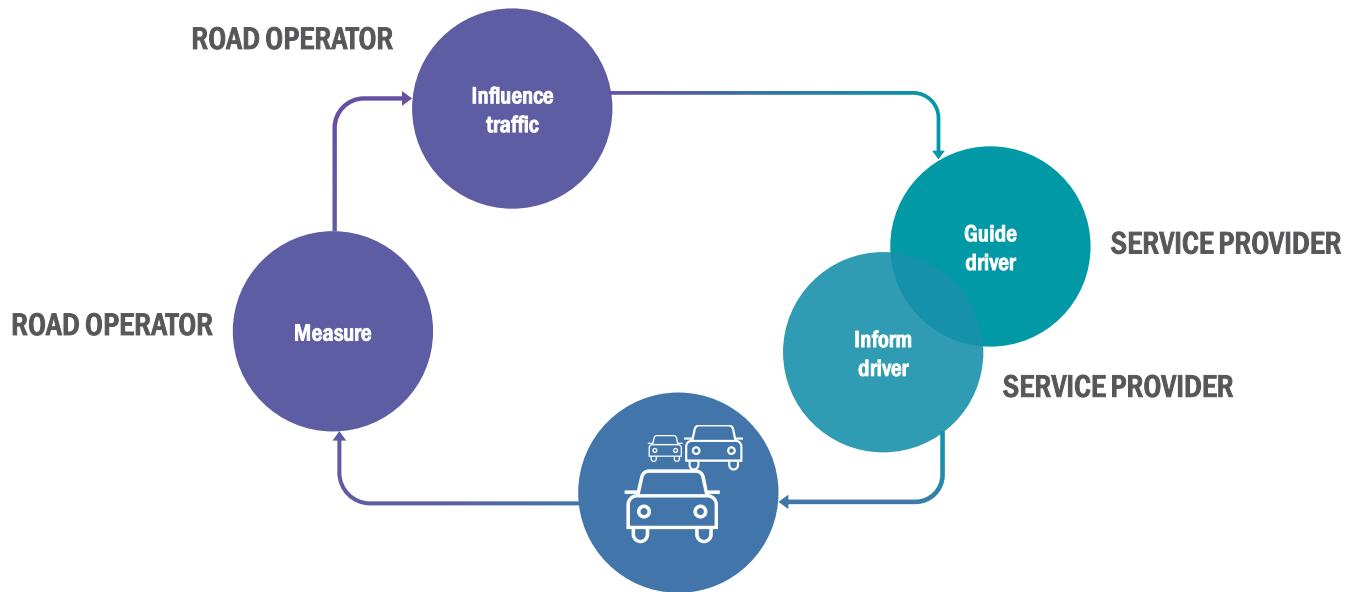 ROAD OPERATOR
Influence
traffic
Guide
driver
SERVICE PROVIDER
ROAD OPERATOR
Measure
Inform
driver
SERVICE PROVIDER